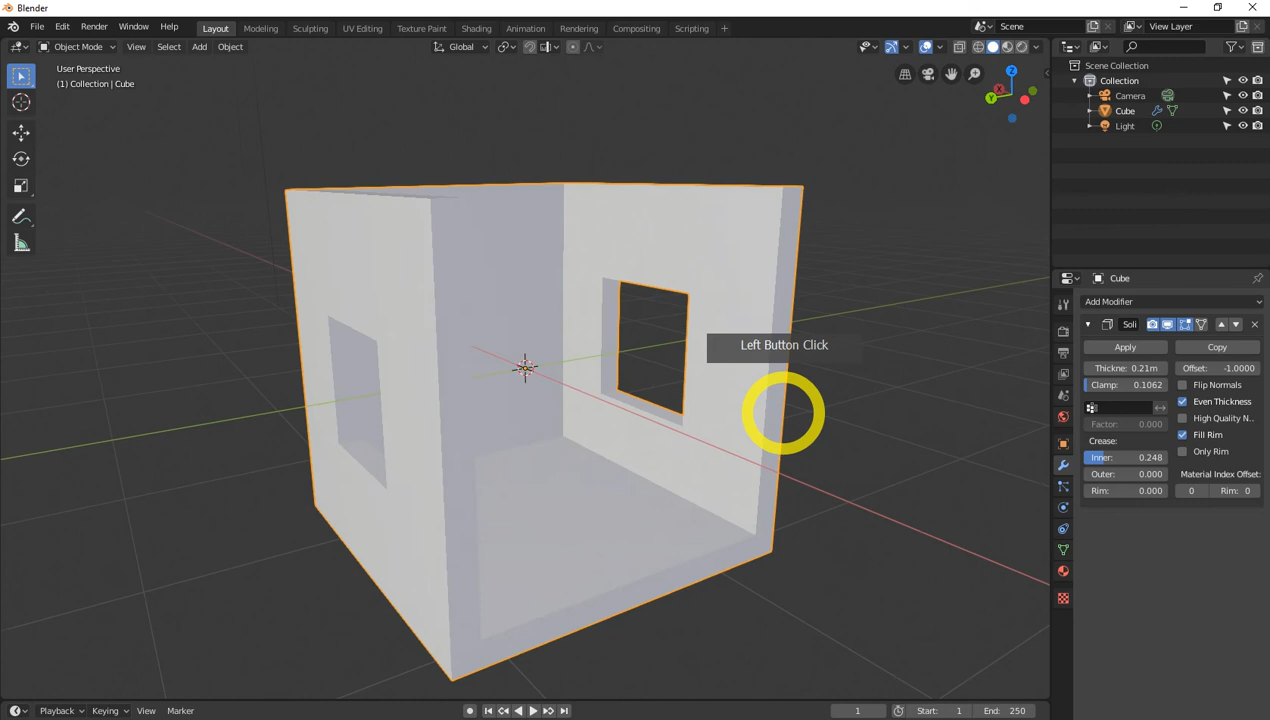 Blender
File Edit Render Window Help
Layout Modeling Sculpting UV Editing Texture Paint Shading Animation Rendering Compositing Scripting +
Scene View Layer
Object Mode View Select Add Object
Global
User Perspective
(1) Collection | Cube
Z
X
Y
Scene Collection
Collection
Camera
Cube
Light
Cube
Add Modifier
Soli
Apply Copy
Thickne: 0.21m Offset: -1.0000
Clamp: 0.1062 Flip Normals
Even Thickness
Factor: 0.000 High Quality N..
Crease: Fill Rim
Inner: 0.248 Only Rim
Outer: 0.000 Material Index Offset:
Rim: 0.000 0 Rim: 0
Left Button Click
Playback Keying View Marker
1 Start: 1 End: 250